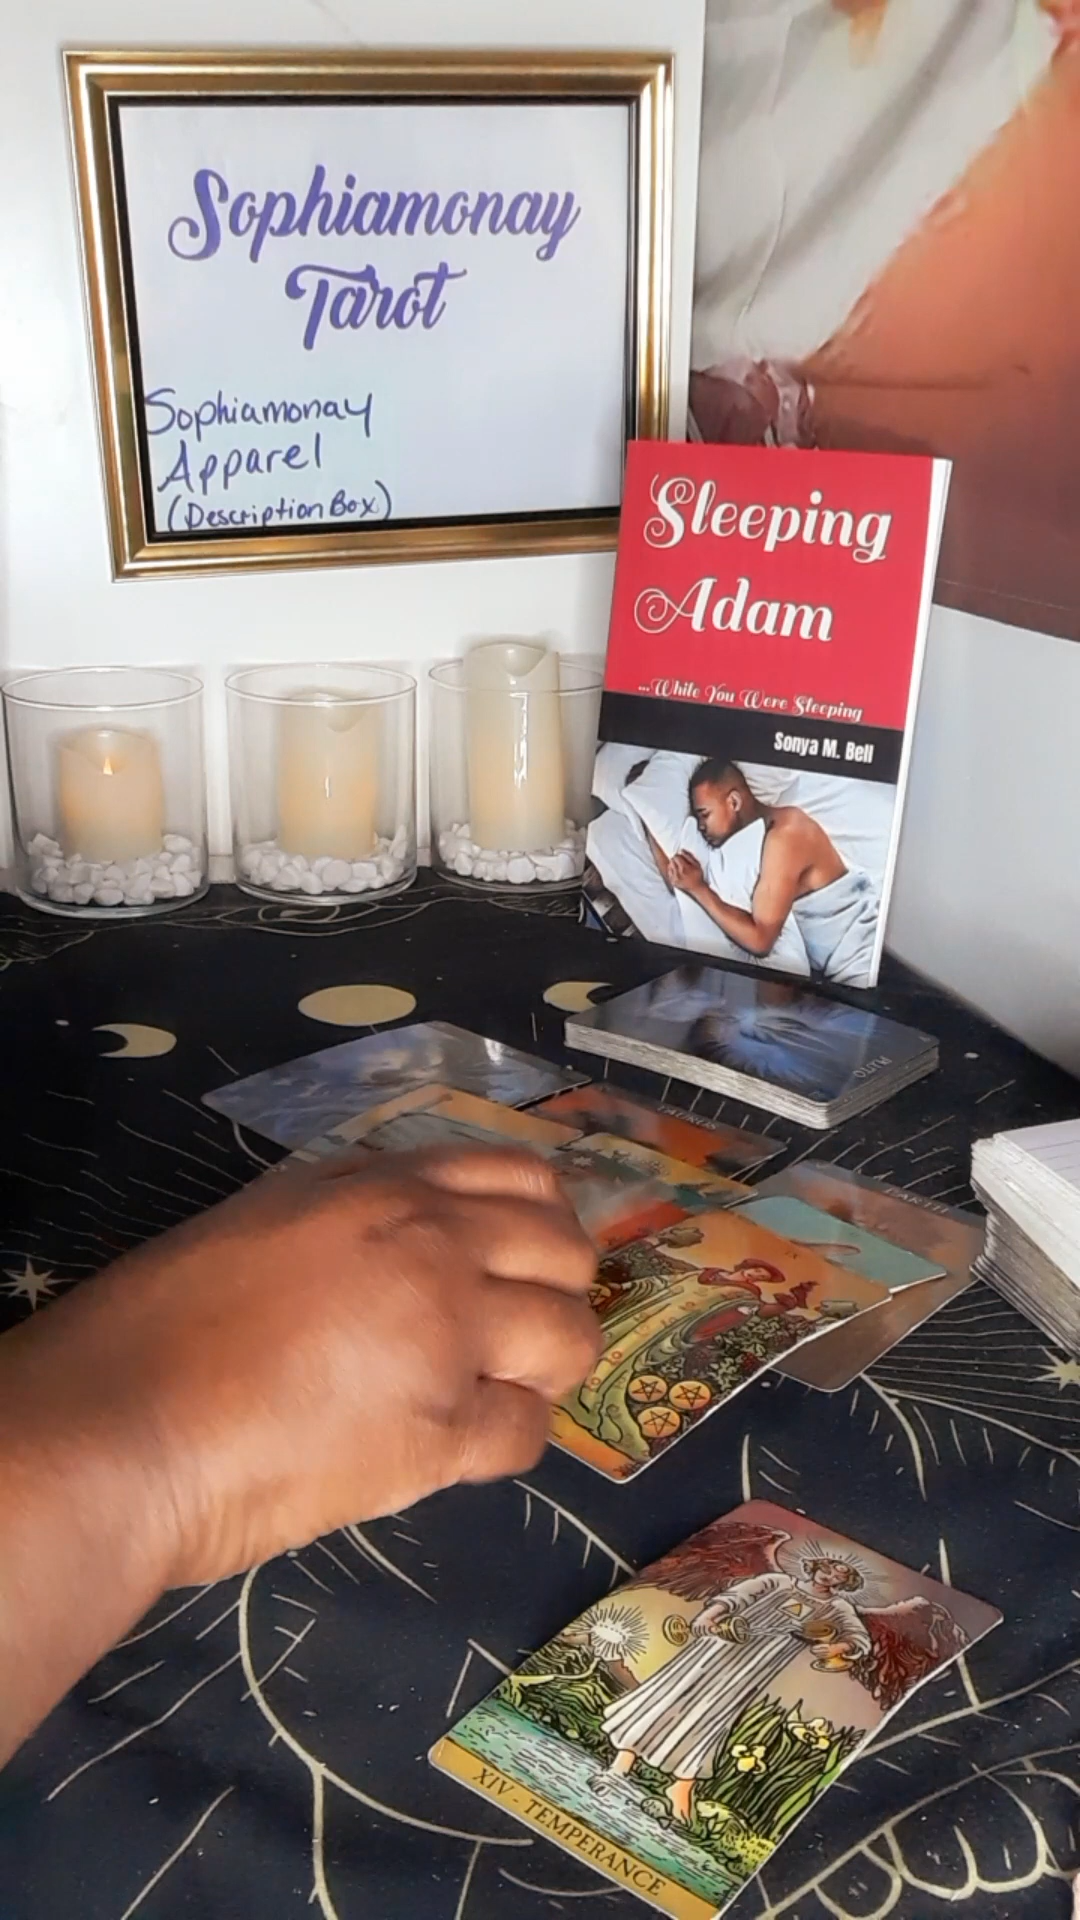 Sophiamonay
Tarot
Sophiamonay
Apparel
(Description Box)
Sleeping
Adam
...While You Were Sleeping
Sonya M. Bell
PLUTO
TAURUS
EARTH
IX
XIV - TEMPERANCE